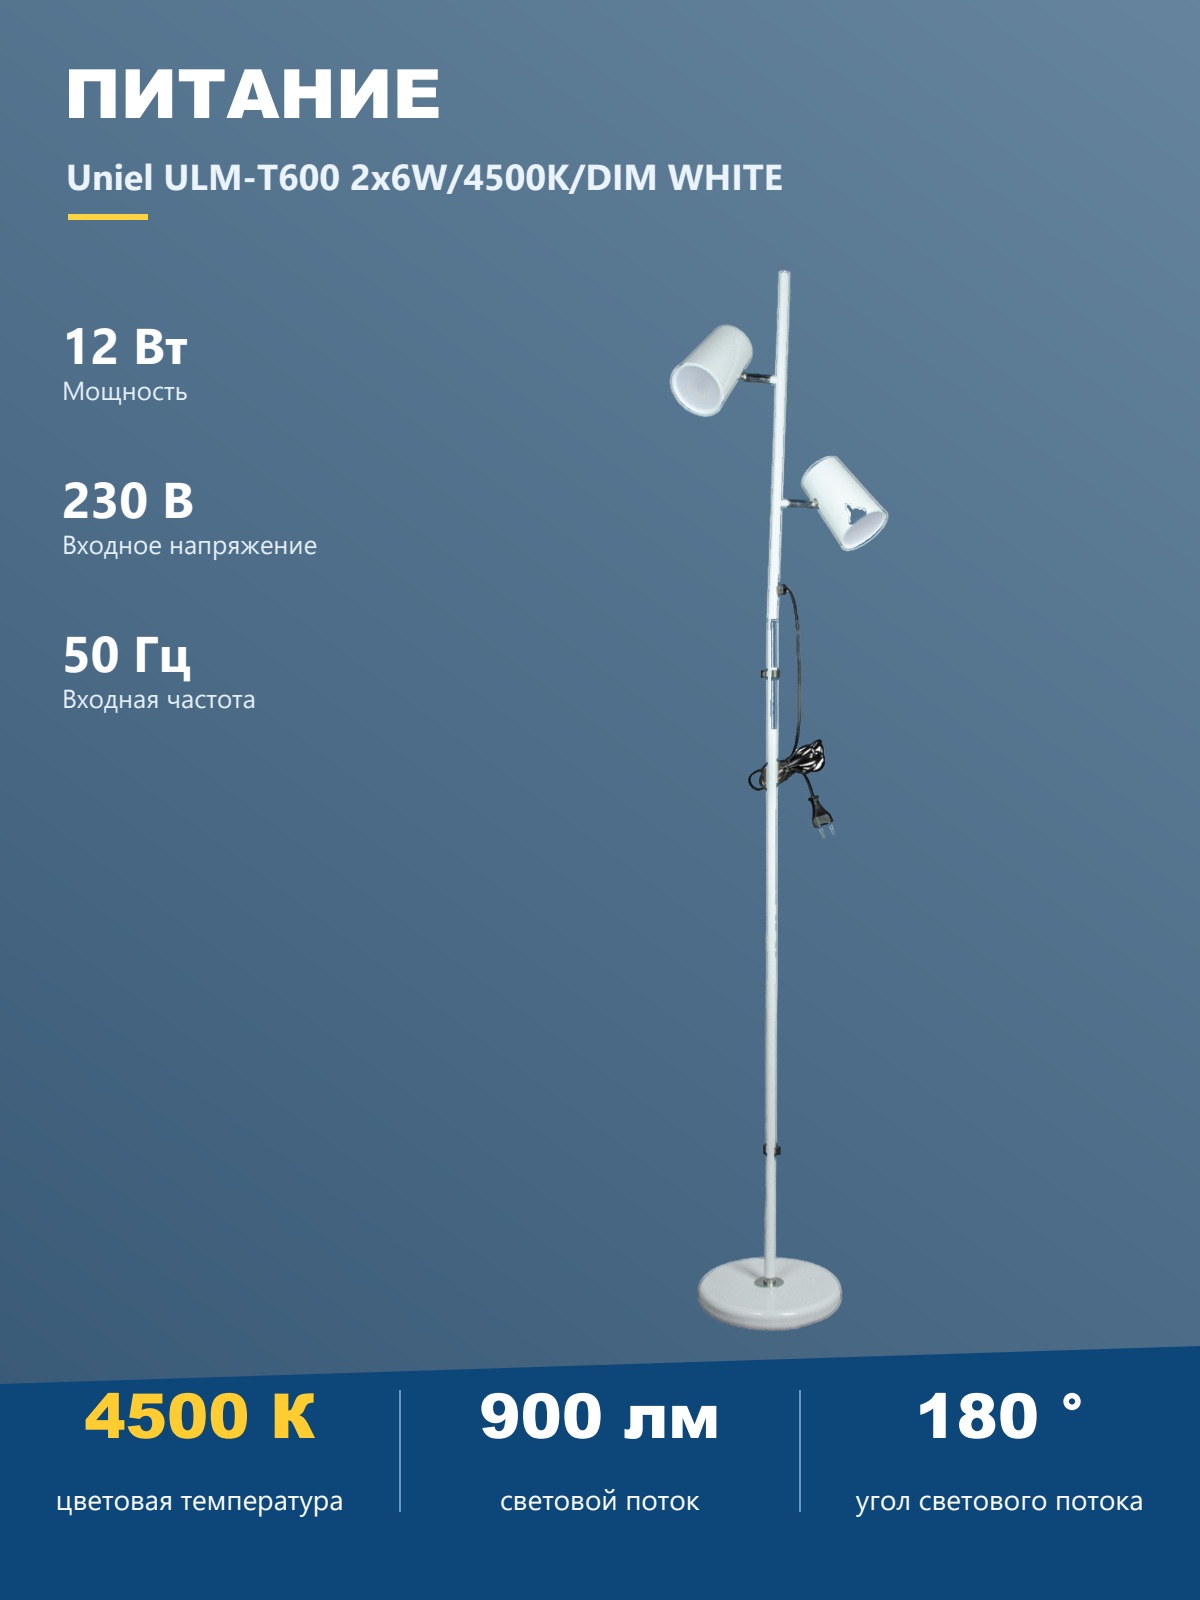 ПИТАНИЕ
Uniel ULM-T600 2x6W/4500K/DIM WHITE
12 Вт
Мощность
230 В
Входное напряжение
50 Гц
Входная частота
4500 К
цветовая температура
900 лм
световой поток
180 °
угол светового потока